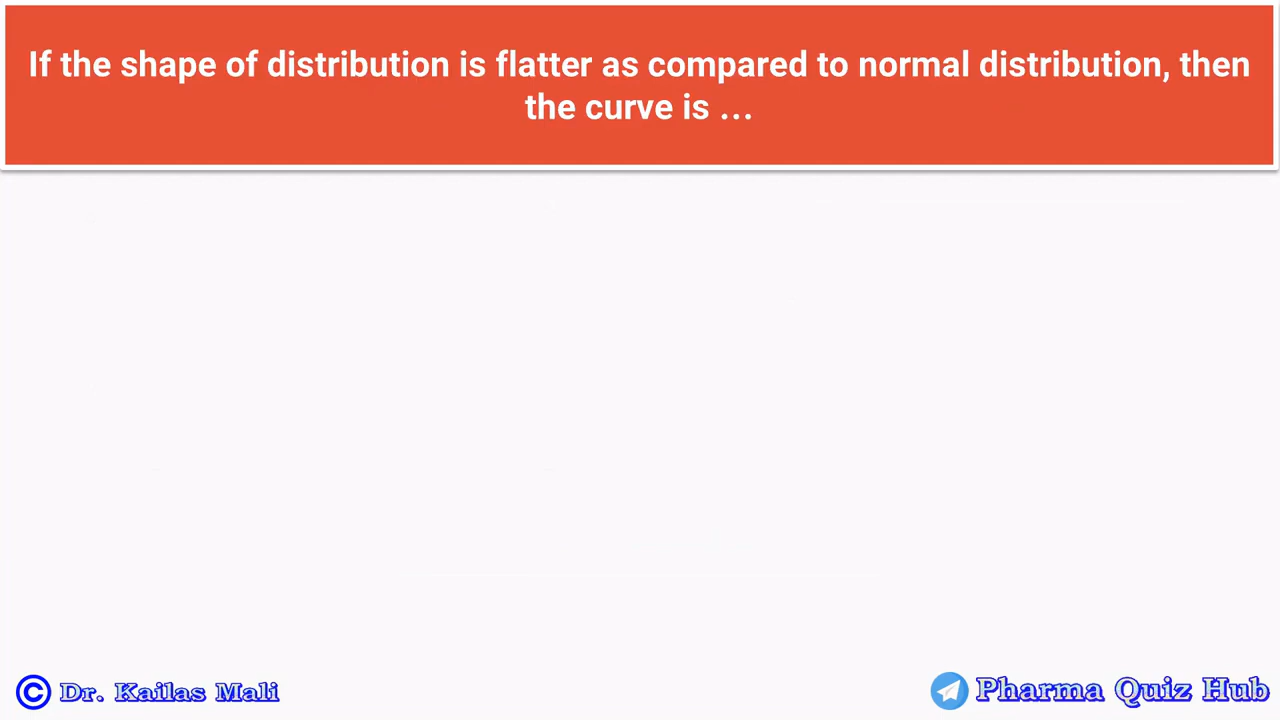 If the shape of distribution is flatter as compared to normal distribution, then
the curve is ...
© Dr. Kailas Mali
Pharma Quiz Hub